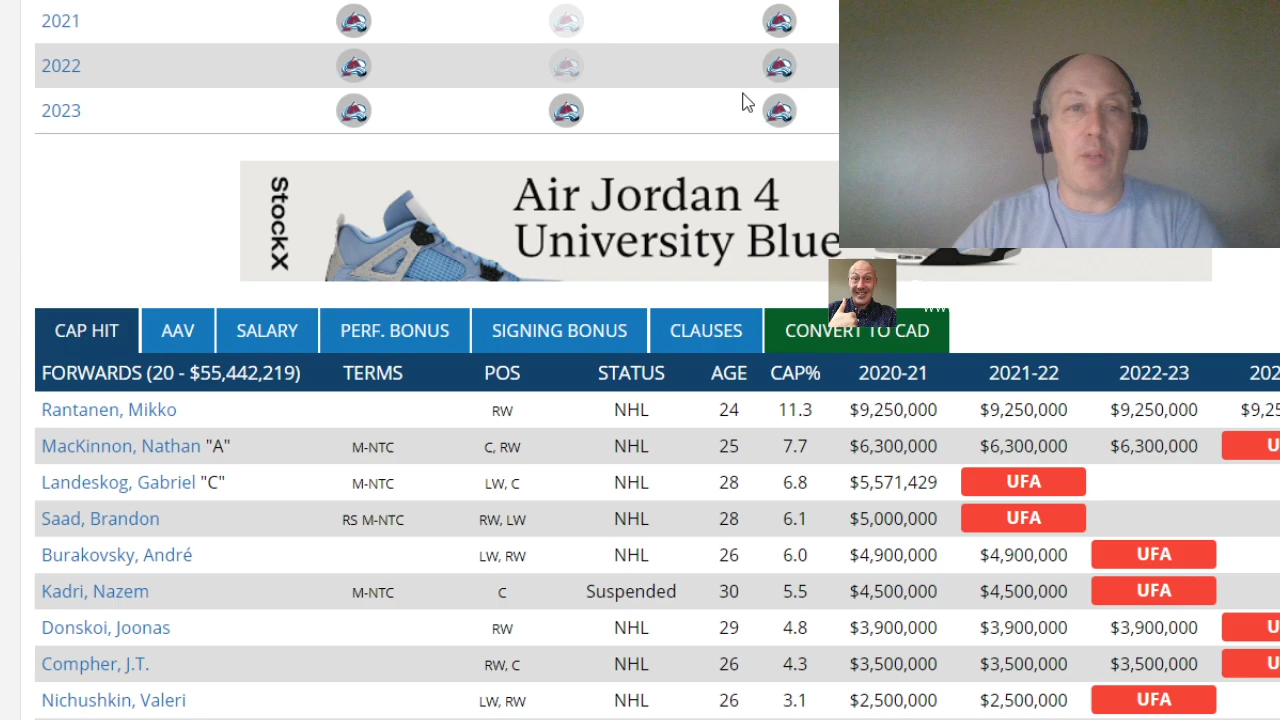 2021
2022
2023
StockX
Air Jordan 4
University Blue
CAP HIT AAV SALARY PERF. BONUS SIGNING BONUS CLAUSES CONVERT TO CAD
ww
FORWARDS (20 - $55,442,219) TERMS POS STATUS AGE CAP% 2020-21 2021-22 2022-23 202
Rantanen, Mikko RW NHL 24 11.3 $9,250,000 $9,250,000 $9,250,000 $9,25
MacKinnon, Nathan "A" M-NTC C, RW NHL 25 7.7 $6,300,000 $6,300,000 $6,300,000 U
Landeskog, Gabriel "C" M-NTC LW, C NHL 28 6.8 $5,571,429 UFA
Saad, Brandon RS M-NTC RW, LW NHL 28 6.1 $5,000,000 UFA
Burakovsky, André LW, RW NHL 26 6.0 $4,900,000 $4,900,000 UFA
Kadri, Nazem M-NTC C Suspended 30 5.5 $4,500,000 $4,500,000 UFA
Donskoi, Joonas RW NHL 29 4.8 $3,900,000 $3,900,000 $3,900,000 U
Compher, J.T. RW, C NHL 26 4.3 $3,500,000 $3,500,000 $3,500,000 U
Nichushkin, Valeri LW, RW NHL 26 3.1 $2,500,000 $2,500,000 UFA